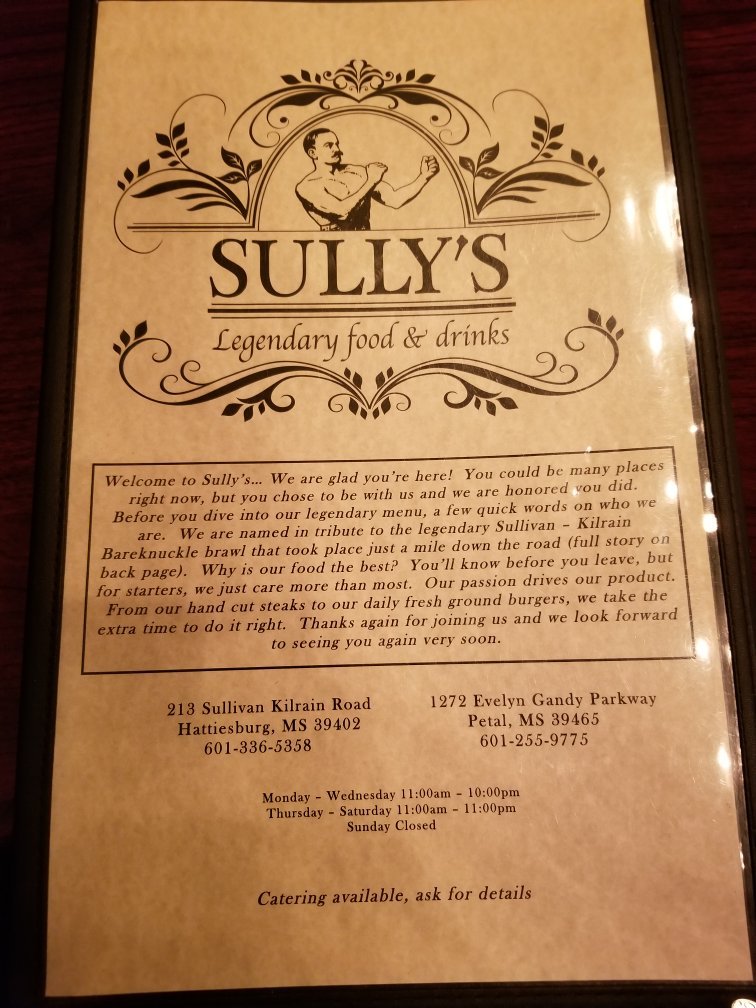 SULLY'S
Legendary food & drinks
Welcome to Sully's... We are glad you're here! You could be many places
right now, but you chose to be with us and we are honored you did.
Before you dive into our legendary menu, a few quick words on who we
are. We are named in tribute to the legendary Sullivan – Kilrain
Bareknuckle brawl that took place just a mile down the road (full story on
back page). Why is our food the best? You'll know before you leave, but
for starters, we just care more than most. Our passion drives our product.
From our hand cut steaks to our daily fresh ground burgers, we take the
extra time to do it right. Thanks again for joining us and we look forward
to seeing you again very soon.
213 Sullivan Kilrain Road
Hattiesburg, MS 39402
601-336-5358
1272 Evelyn Gandy Parkway
Petal, MS 39465
601-255-9775
Monday – Wednesday 11:00am – 10:00pm
Thursday – Saturday 11:00am – 11:00pm
Sunday Closed
Catering available, ask for details